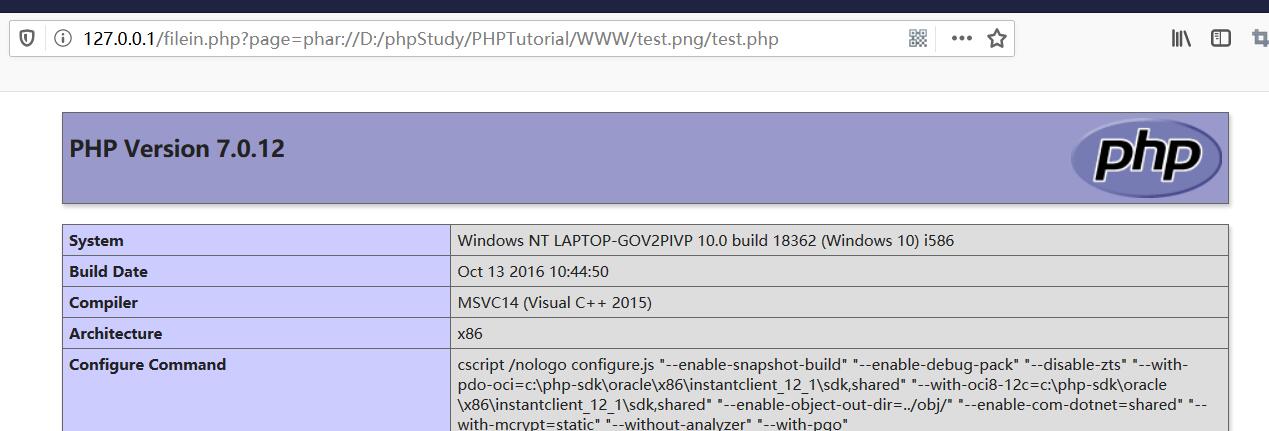 127.0.0.1/filein.php?page=phar://D:/phpStudy/PHPTutorial/WWW/test.png/test.php
PHP Version 7.0.12
php
System
Windows NT LAPTOP-GOV2PIVP 10.0 build 18362 (Windows 10) i586
Build Date
Oct 13 2016 10:44:50
Compiler
MSVC14 (Visual C++ 2015)
Architecture
x86
Configure Command
cscript /nologo configure.js "--enable-snapshot-build" "--enable-debug-pack" "--disable-zts" "--with-
pdo-oci=c:\php-sdk\oracle\x86\instantclient_12_1\sdk,shared" "--with-oci8-12c=c:\php-sdk\oracle
\x86\instantclient_12_1\sdk,shared" "--enable-object-out-dir=../obj/" "--enable-com-dotnet=shared" "--
with-mcrypt=static" "--without-analyzer" "--with-pgo"